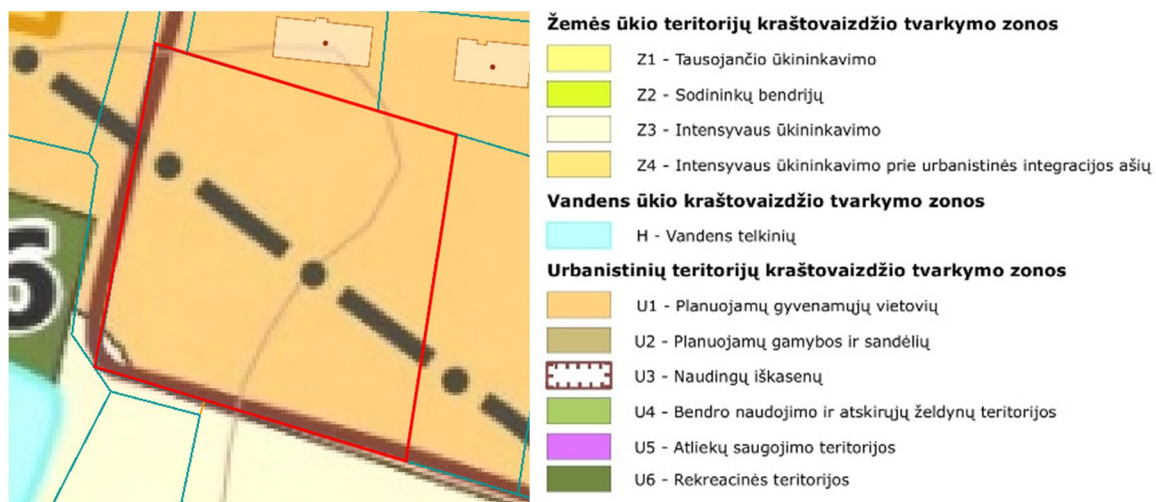 Žemės ūkio teritorijų kraštovaizdžio tvarkymo zonos
Z1 - Tausojančio ūkininkavimo
Z2 - Sodininkų bendrijų
Z3 - Intensyvaus ūkininkavimo
Z4 - Intensyvaus ūkininkavimo prie urbanistinės integracijos ašių
Vandens ūkio kraštovaizdžio tvarkymo zonos
H - Vandens telkinių
Urbanistinių teritorijų kraštovaizdžio tvarkymo zonos
U1 - Planuojamų gyvenamųjų vietovių
U2 - Planuojamų gamybos ir sandėlių
U3 - Naudingų iškasenų
U4 - Bendro naudojimo ir atskirųjų želdynų teritorijos
U5 - Atliekų saugojimo teritorijos
U6 - Rekreacinės teritorijos
6